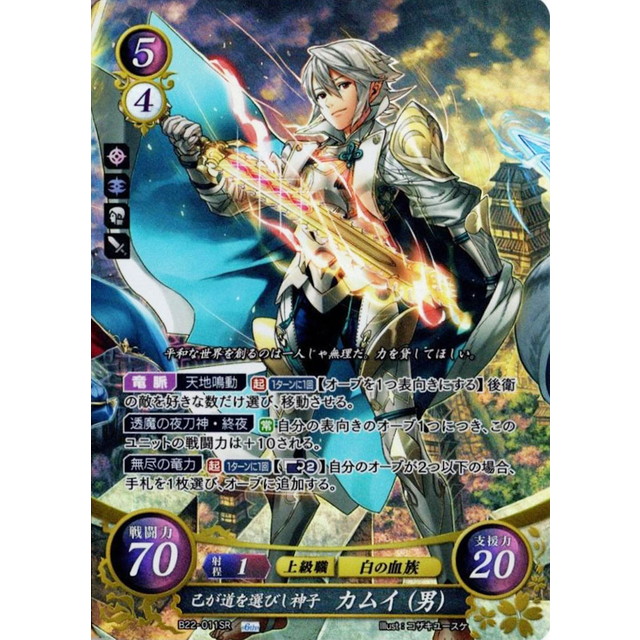 5
4
平和な世界を創るのは一人じゃ無理だ。力を貸してほしい。
竜脈 天地鳴動 起 1ターンに1回【オーブを1つ表向きにする】後衛
の敵を好きな数だけ選び、移動させる。
透魔の夜刀神・終夜 常 自分の表向きのオーブ1つにつき、この
ユニットの戦闘力は+10される。
無尽の竜力 起 1ターンに1回【2】自分のオーブが2つ以下の場合、
手札を1枚選び、オーブに追加する。
戦闘力 70
射程 1
上級職
白の血族
支援力 20
己が道を選びし神子 カムイ(男)
B22-011SR
Illust:コザキユースケ